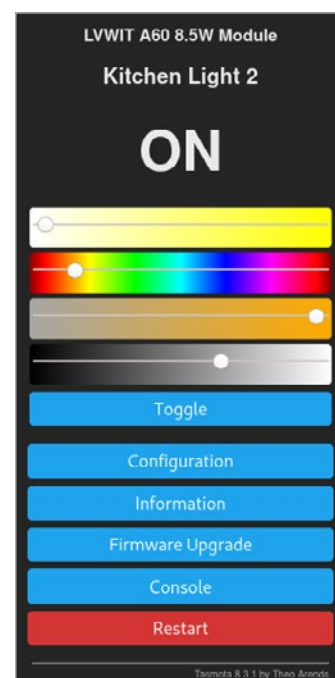 LVWIT A60 8.5W Module
Kitchen Light 2
ON
Toggle
Configuration
Information
Firmware Upgrade
Console
Restart
Tasmota 8.3.1 by Theo Arends